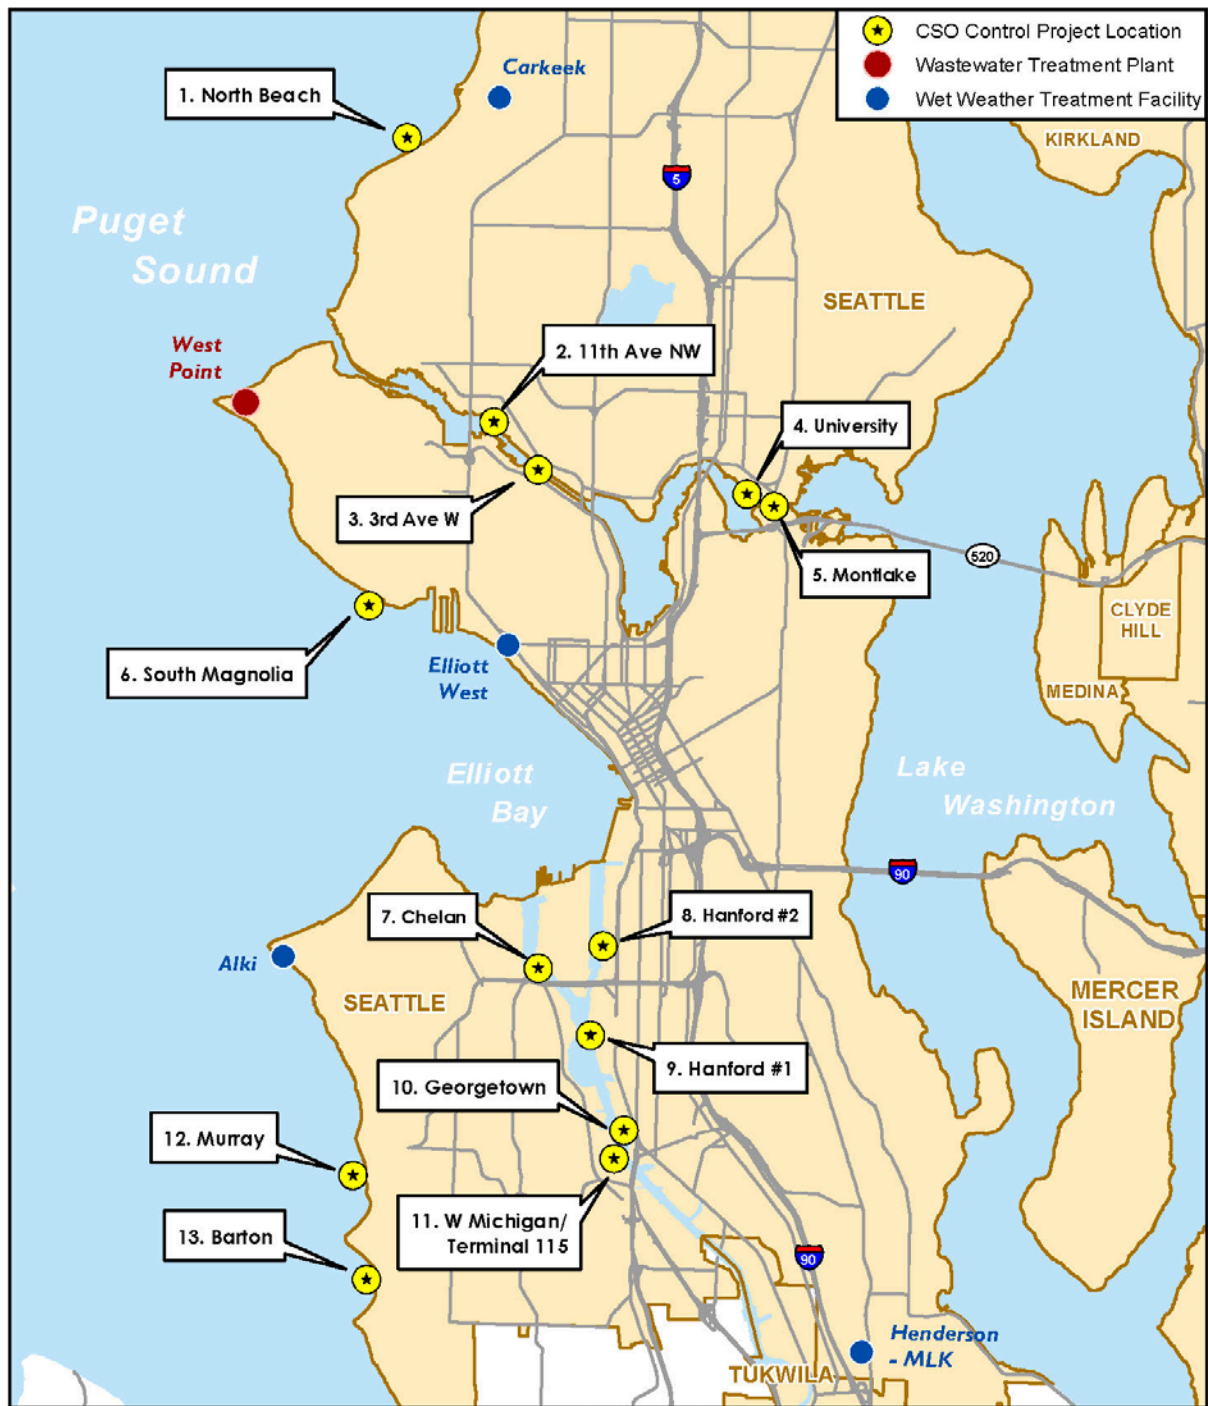 CSO Control Project Location
Wastewater Treatment Plant
Wet Weather Treatment Facility
Carkeek
1. North Beach
KIRKLAND
5
Puget
Sound
SEATTLE
West
Point
2. 11th Ave NW
4. University
3. 3rd Ave W
520
5. Montlake
CLYDE
HILL
6. South Magnolia
Elliott
West
MEDINA
Elliott
Bay
Lake
Washington
90
7. Chelan
8. Hanford #2
Alki
SEATTLE
MERCER
ISLAND
9. Hanford #1
10. Georgetown
12. Murray
11. W Michigan/
Terminal 115
13. Barton
90
Henderson
- MLK
TUKWILA